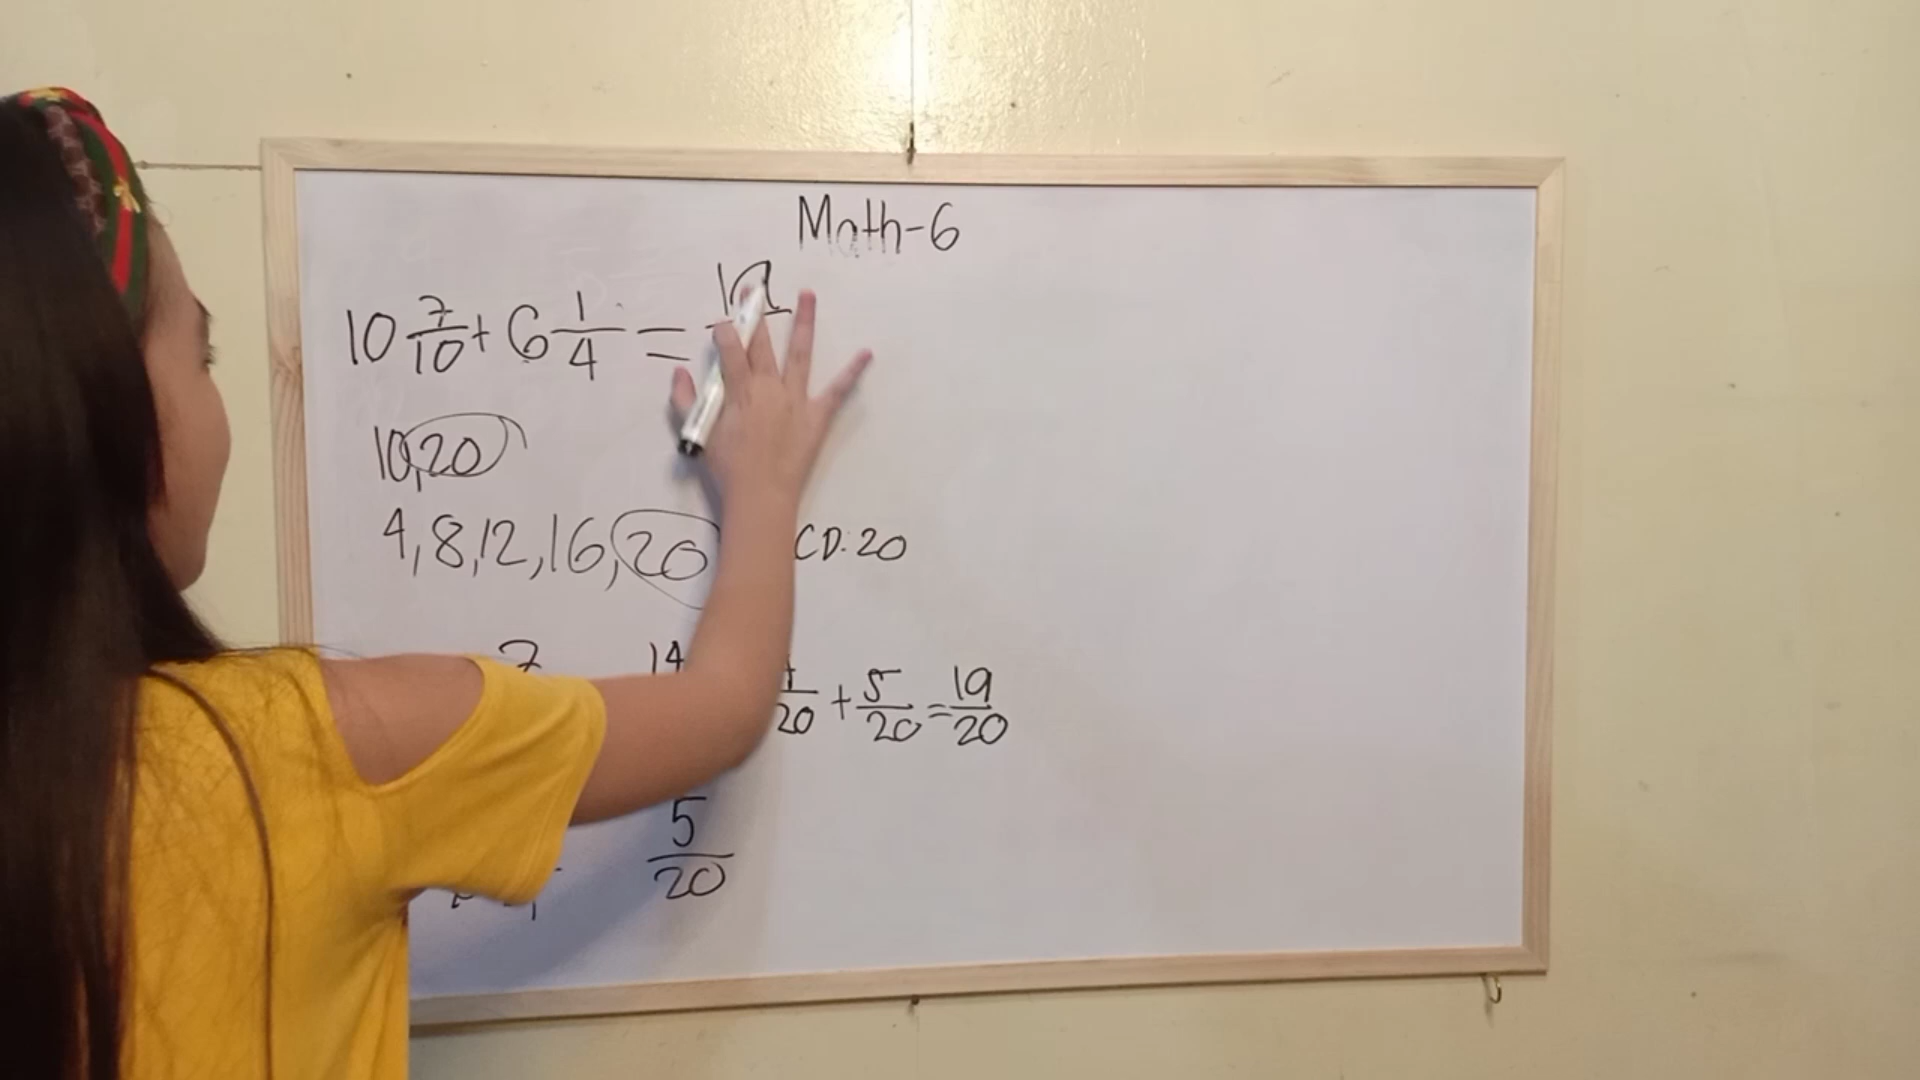 Math-6
10 7/10 + 6 1/4 = 19
10,20
4,8,12,16,20 CD:20
7 14 /20 + 5/20 = 19/20
5/20